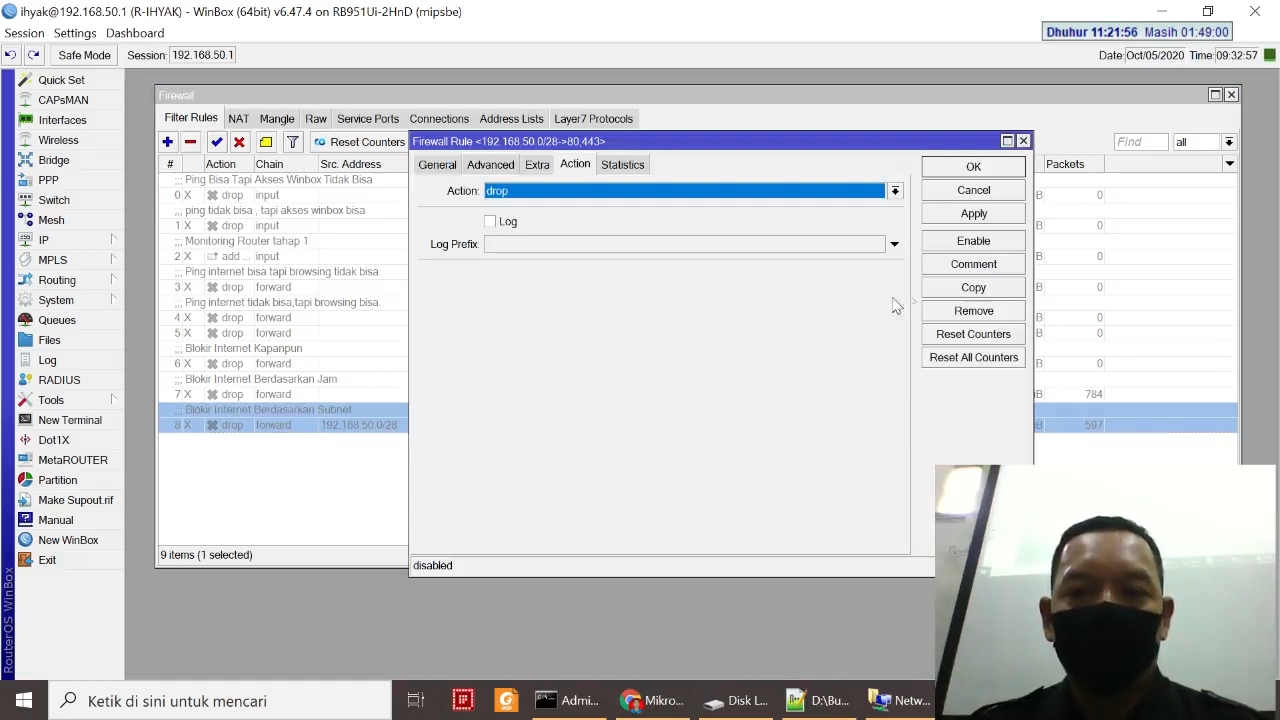 ihyak@192.168.50.1 (R-IHYAK) - WinBox (64bit) v6.47.4 on RB951Ui-2HnD (mipsbe)
Session Settings Dashboard
Dhuhur 11:21:56 Masih 01:49:00
Safe Mode Session: 192.168.50.1 Date: Oct/05/2020 Time: 09:32:57
Quick Set
CAPsMAN
Interfaces
Wireless
Bridge
PPP
Switch
Mesh
IP
MPLS
Routing
System
Queues
Files
Log
RADIUS
Tools
New Terminal
Dot1X
MetaROUTER
Partition
Make Supout.rif
Manual
New WinBox
Exit
RouterOS WinBox
Firewall
Filter Rules NAT Mangle Raw Service Ports Connections Address Lists Layer7 Protocols
Reset Counters Find all
# Action Chain Src. Address Packets
;;; Ping Bisa Tapi Akses Winbox Tidak Bisa
0 X drop input B 0
;;; ping tidak bisa , tapi akses winbox bisa
1 X drop input B 0
;;; Monitoring Router tahap 1
2 X add ... input B 0
;;; Ping internet bisa tapi browsing tidak bisa
3 X drop forward B 0
;;; Ping internet tidak bisa,tapi browsing bisa.
4 X drop forward B 0
5 X drop forward B 0
;;; Blokir Internet Kapanpun
6 X drop forward B 0
;;; Blokir Internet Berdasarkan Jam
7 X drop forward iB 784
;;; Blokir Internet Berdasarkan Subnet
8 X drop forward 192.168.50.0/28 iB 597
9 items (1 selected)
Firewall Rule <192.168.50.0/28->80,443>
General Advanced Extra Action Statistics
Action: drop
Log
Log Prefix:
OK
Cancel
Apply
Enable
Comment
Copy
Remove
Reset Counters
Reset All Counters
disabled
Ketik di sini untuk mencari Admi... Mikro... Disk L... D:\Bu... Netw...